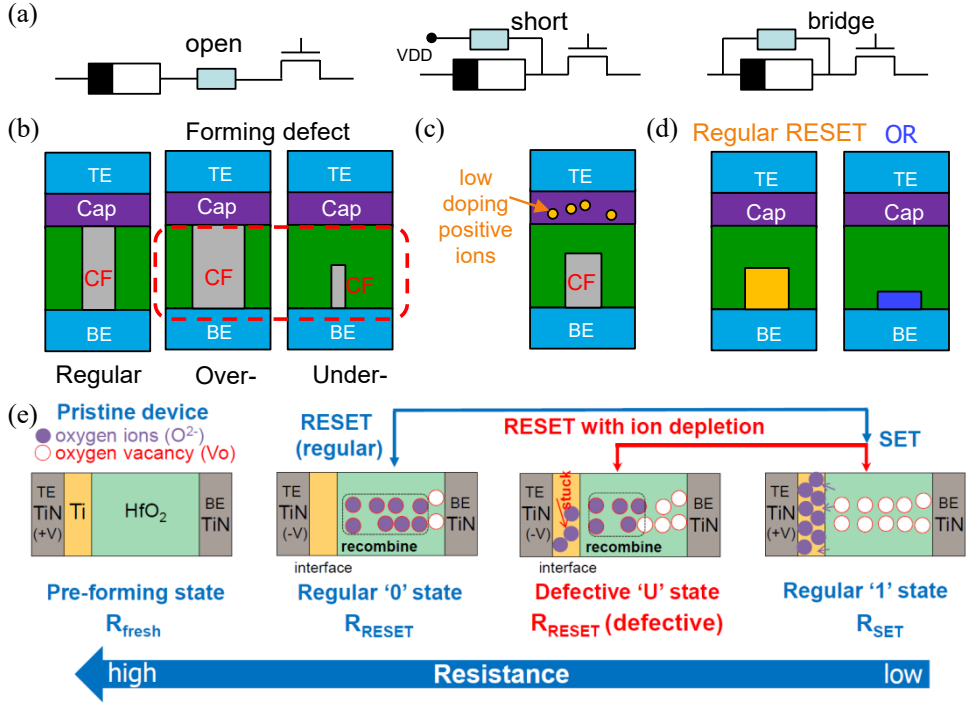 (a)
open
short
VDD
bridge
(b)
Forming defect
TE
Cap
CF
BE
Regular
TE
Cap
CF
BE
Over-
TE
Cap
CF
BE
Under-
(c)
low
doping
positive
ions
TE
CF
BE
(d)
Regular RESET
OR
TE
Cap
BE
TE
Cap
BE
(e)
Pristine device
oxygen ions (O²⁻)
oxygen vacancy (Vo)
RESET
(regular)
RESET with ion depletion
SET
TE
TiN
(+V)
Ti
HfO₂
BE
TiN
Pre-forming state
R_fresh
TE
TiN
(-V)
recombine
BE
TiN
interface
Regular ‘0’ state
R_RESET
TE
TiN
(-V)
stuck
recombine
BE
TiN
interface
Defective ‘U’ state
R_RESET (defective)
TE
TiN
(+V)
BE
TiN
Regular ‘1’ state
R_SET
high
Resistance
low